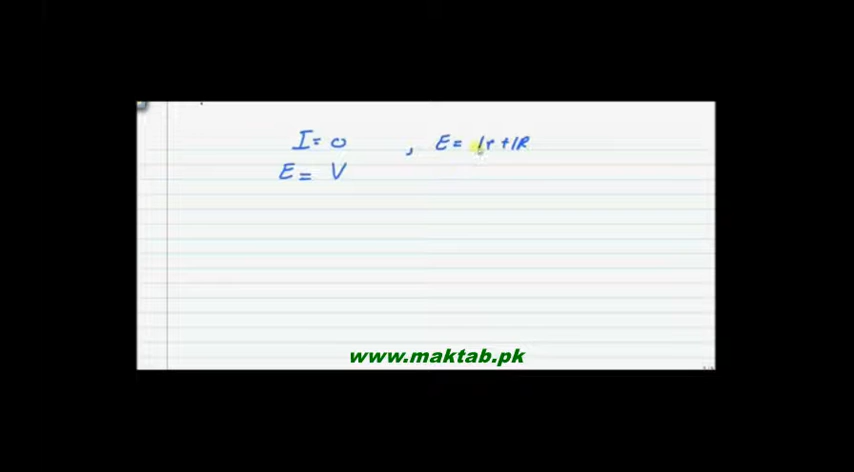 I = 0 , E = Ir + IR
E = V
www.maktab.pk